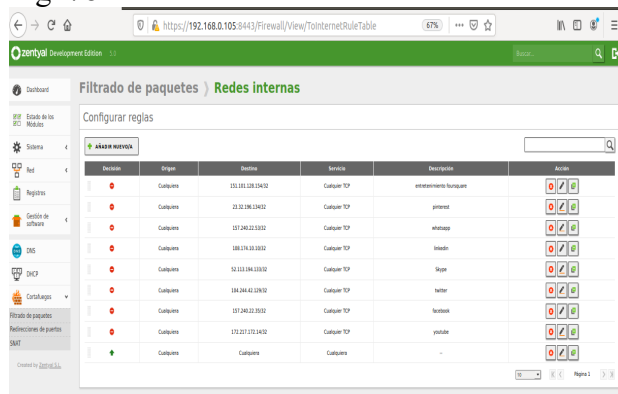 https://192.168.0.105:8443/Firewall/View/ToInternetRuleTable 67%
zentyal Development Edition Buscar...
Dashboard
Estado de los Módulos
Sistema
Red
Registros
Gestión de software
DNS
DHCP
Cortafuegos
Filtrado de paquetes
Redirecciones de puertos
SNAT
Created by Zentyal S.L.
Filtrado de paquetes Redes internas
Configurar reglas
AÑADIR NUEVO/A
Decisión Origen Destino Servicio Descripción Acción
Cualquiera 151.101.128.154/32 Cualquier TCP entretenimiento foursquare
Cualquiera 23.32.196.134/32 Cualquier TCP pinterest
Cualquiera 157.240.22.53/32 Cualquier TCP whatsapp
Cualquiera 108.174.10.10/32 Cualquier TCP linkedin
Cualquiera 52.113.194.133/32 Cualquier TCP Skype
Cualquiera 104.244.42.129/32 Cualquier TCP twitter
Cualquiera 157.240.22.35/32 Cualquier TCP facebook
Cualquiera 172.217.172.14/32 Cualquier TCP youtube
Cualquiera Cualquiera Cualquiera --
10 Página 1